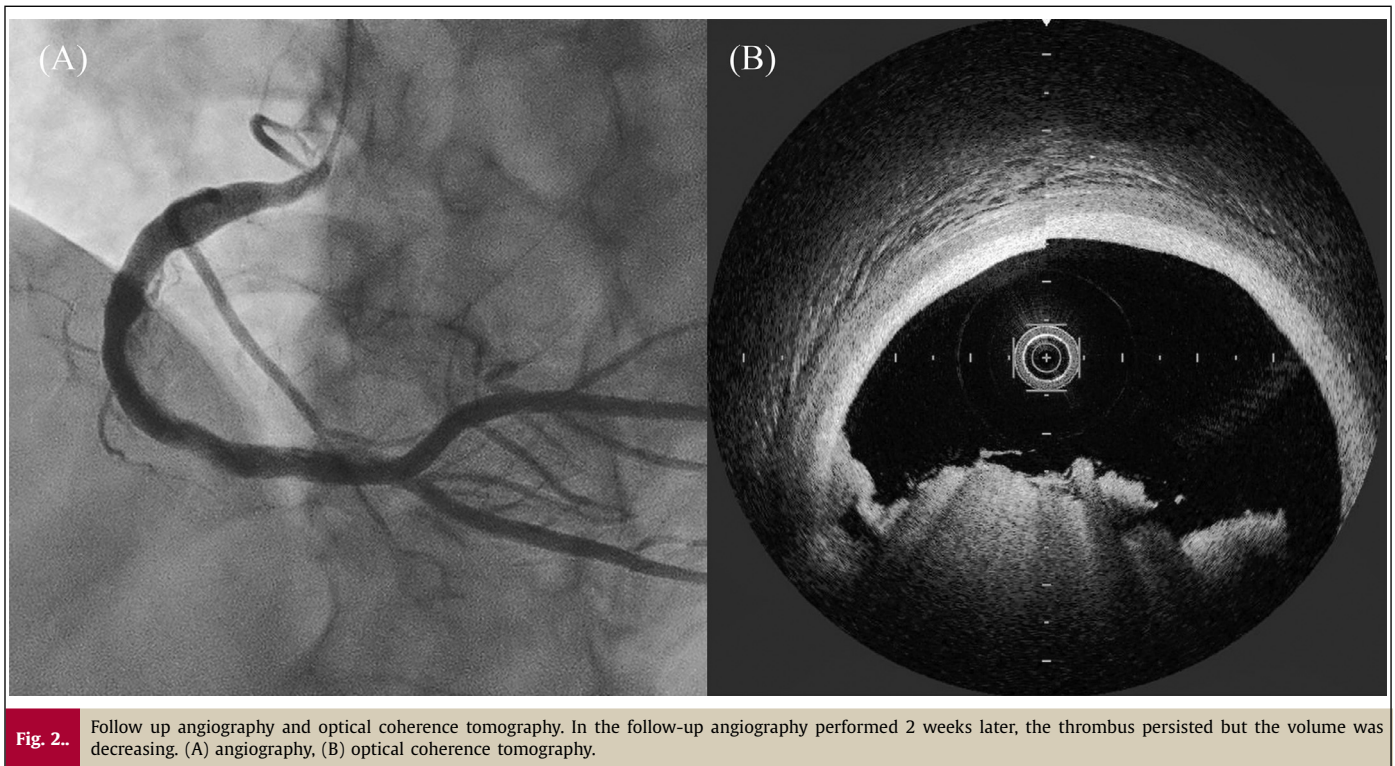 (A)
(B)
Fig. 2..
Follow up angiography and optical coherence tomography. In the follow-up angiography performed 2 weeks later, the thrombus persisted but the volume was
decreasing. (A) angiography, (B) optical coherence tomography.